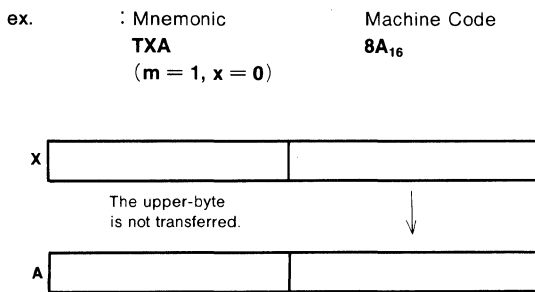 ex. : Mnemonic Machine Code
TXA 8A₁₆
(m = 1, x = 0)
X
The upper-byte
is not transferred.
A